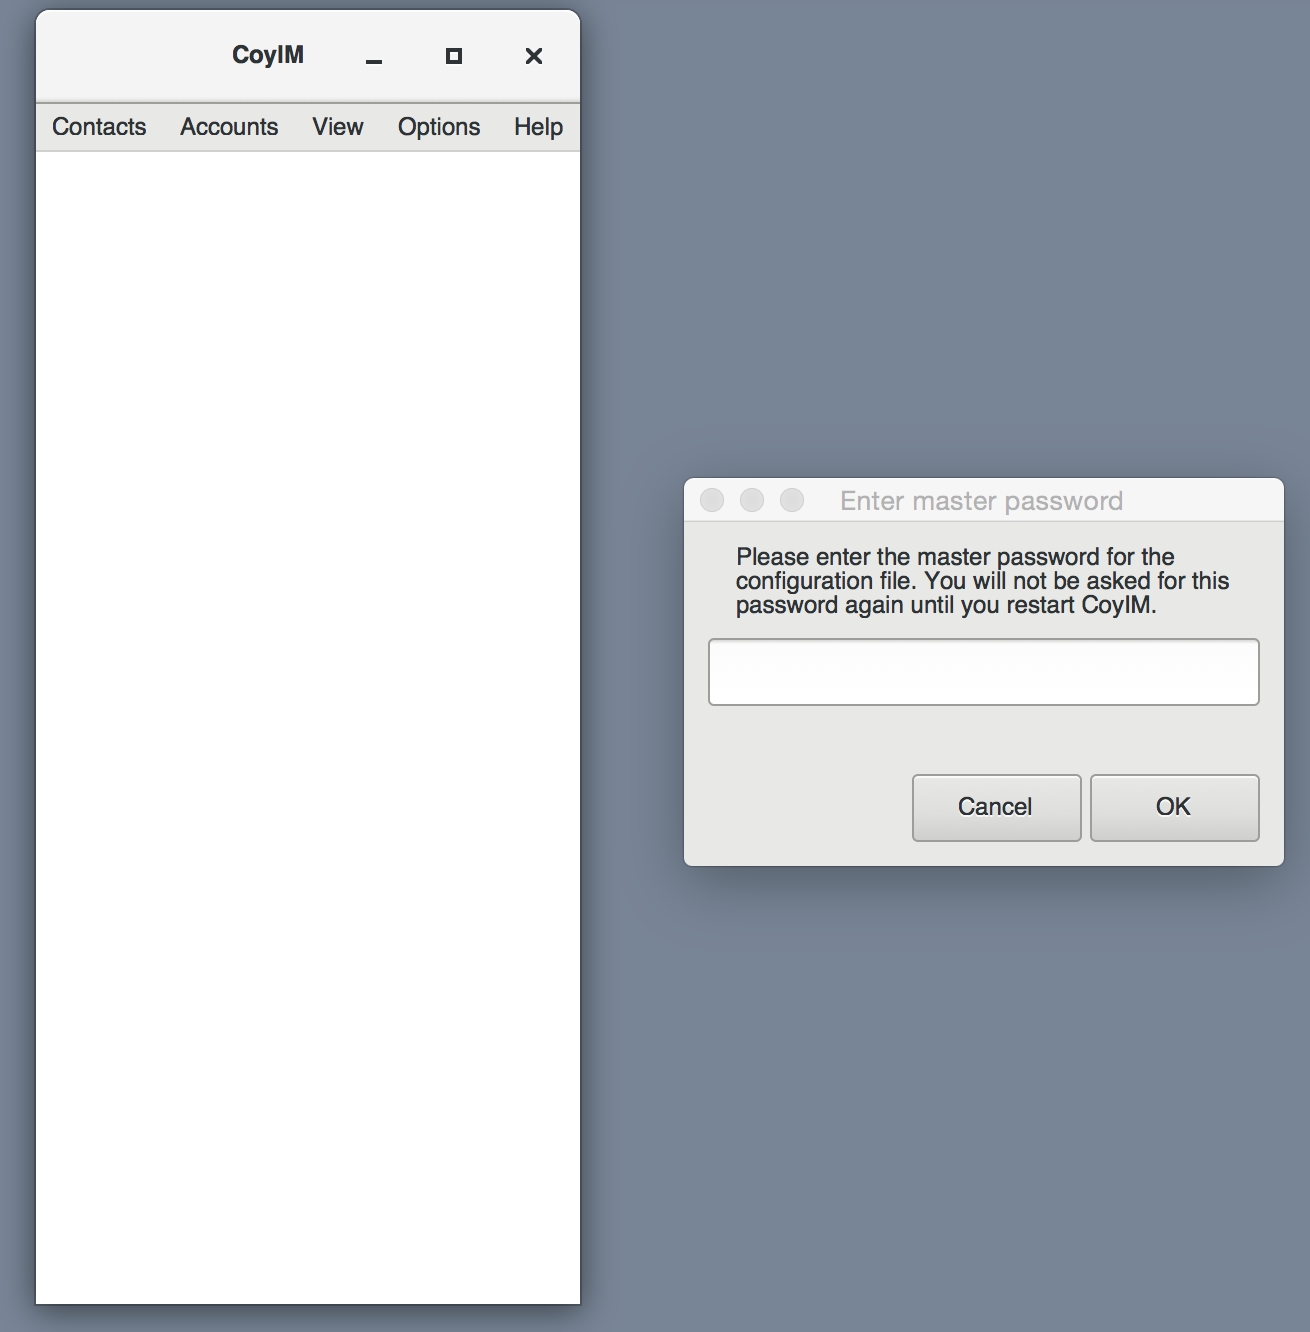 CoyIM
Contacts Accounts View Options Help
Enter master password
Please enter the master password for the
configuration file. You will not be asked for this
password again until you restart CoyIM.
Cancel OK